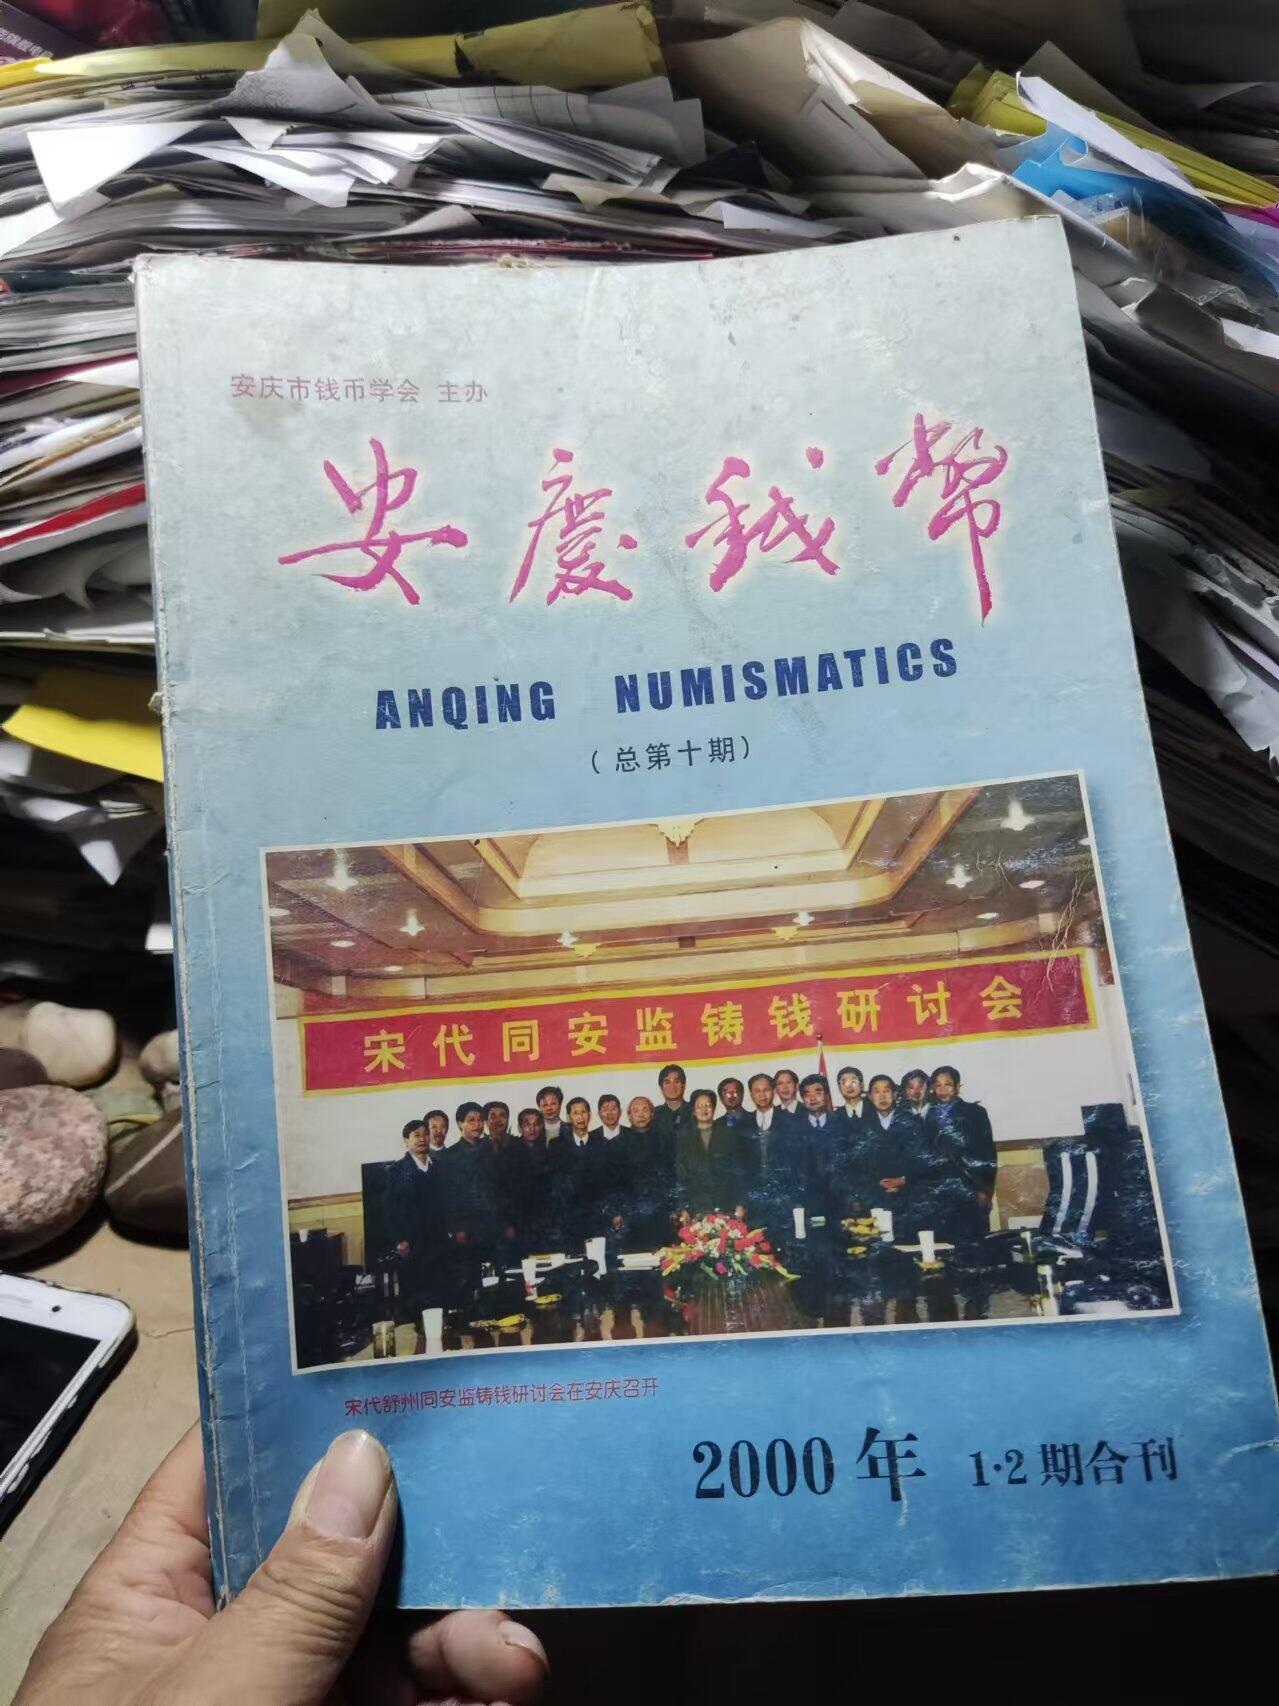 安庆市钱币学会 主办
安慶錢幣
ANQING NUMISMATICS
（总第十期）
宋代同安监铸钱研讨会
宋代舒州同安监铸钱研讨会在安庆召开
2000年 1·2期合刊